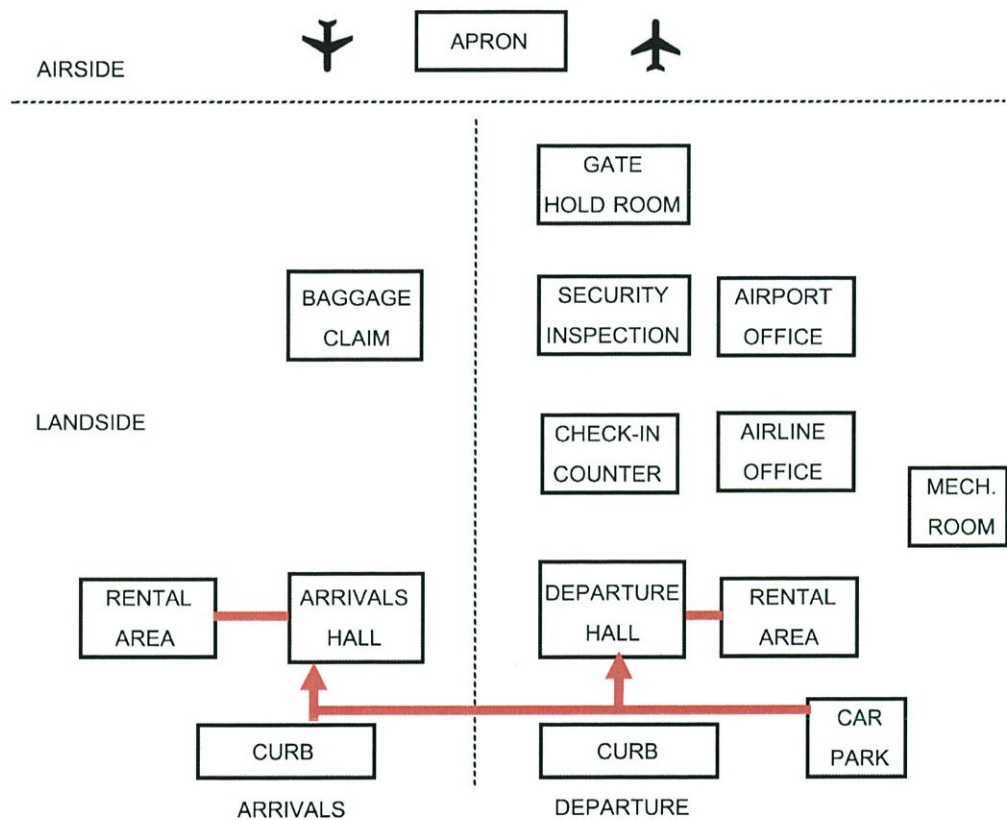 APRON
AIRSIDE
GATE
HOLD ROOM
BAGGAGE
CLAIM
SECURITY
INSPECTION
AIRPORT
OFFICE
LANDSIDE
CHECK-IN
COUNTER
AIRLINE
OFFICE
MECH.
ROOM
RENTAL
AREA
ARRIVALS
HALL
DEPARTURE
HALL
RENTAL
AREA
CURB
CURB
CAR
PARK
ARRIVALS
DEPARTURE